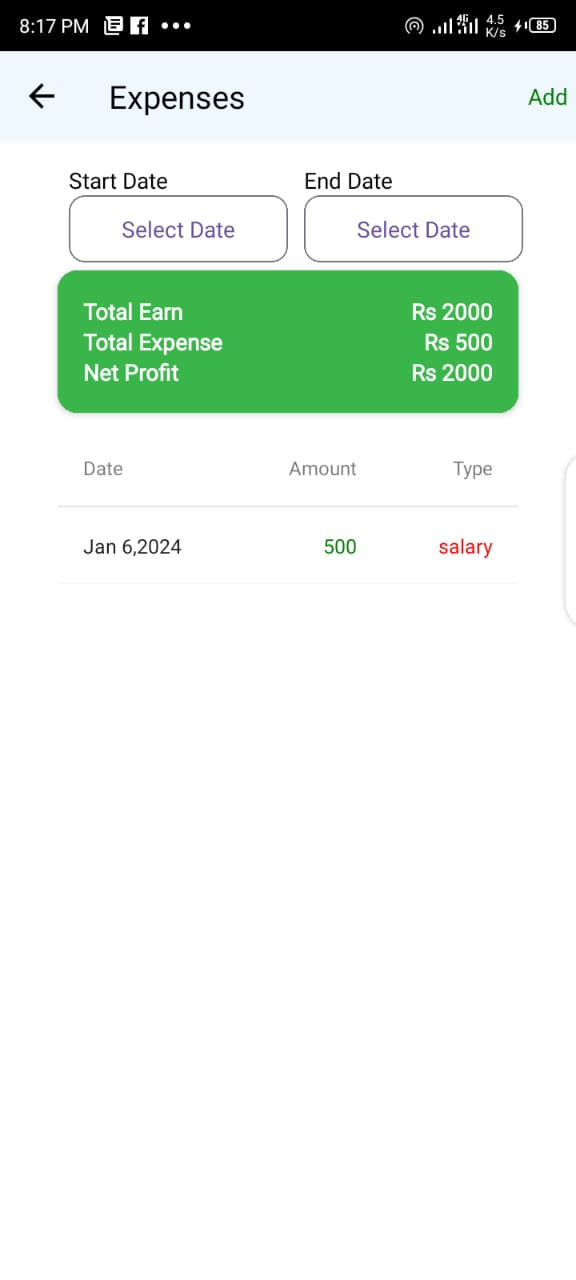 8:17 PM 4G 4.5 K/s 85
Expenses Add
Start Date End Date
Select Date Select Date
Total Earn Rs 2000
Total Expense Rs 500
Net Profit Rs 2000
Date Amount Type
Jan 6,2024 500 salary